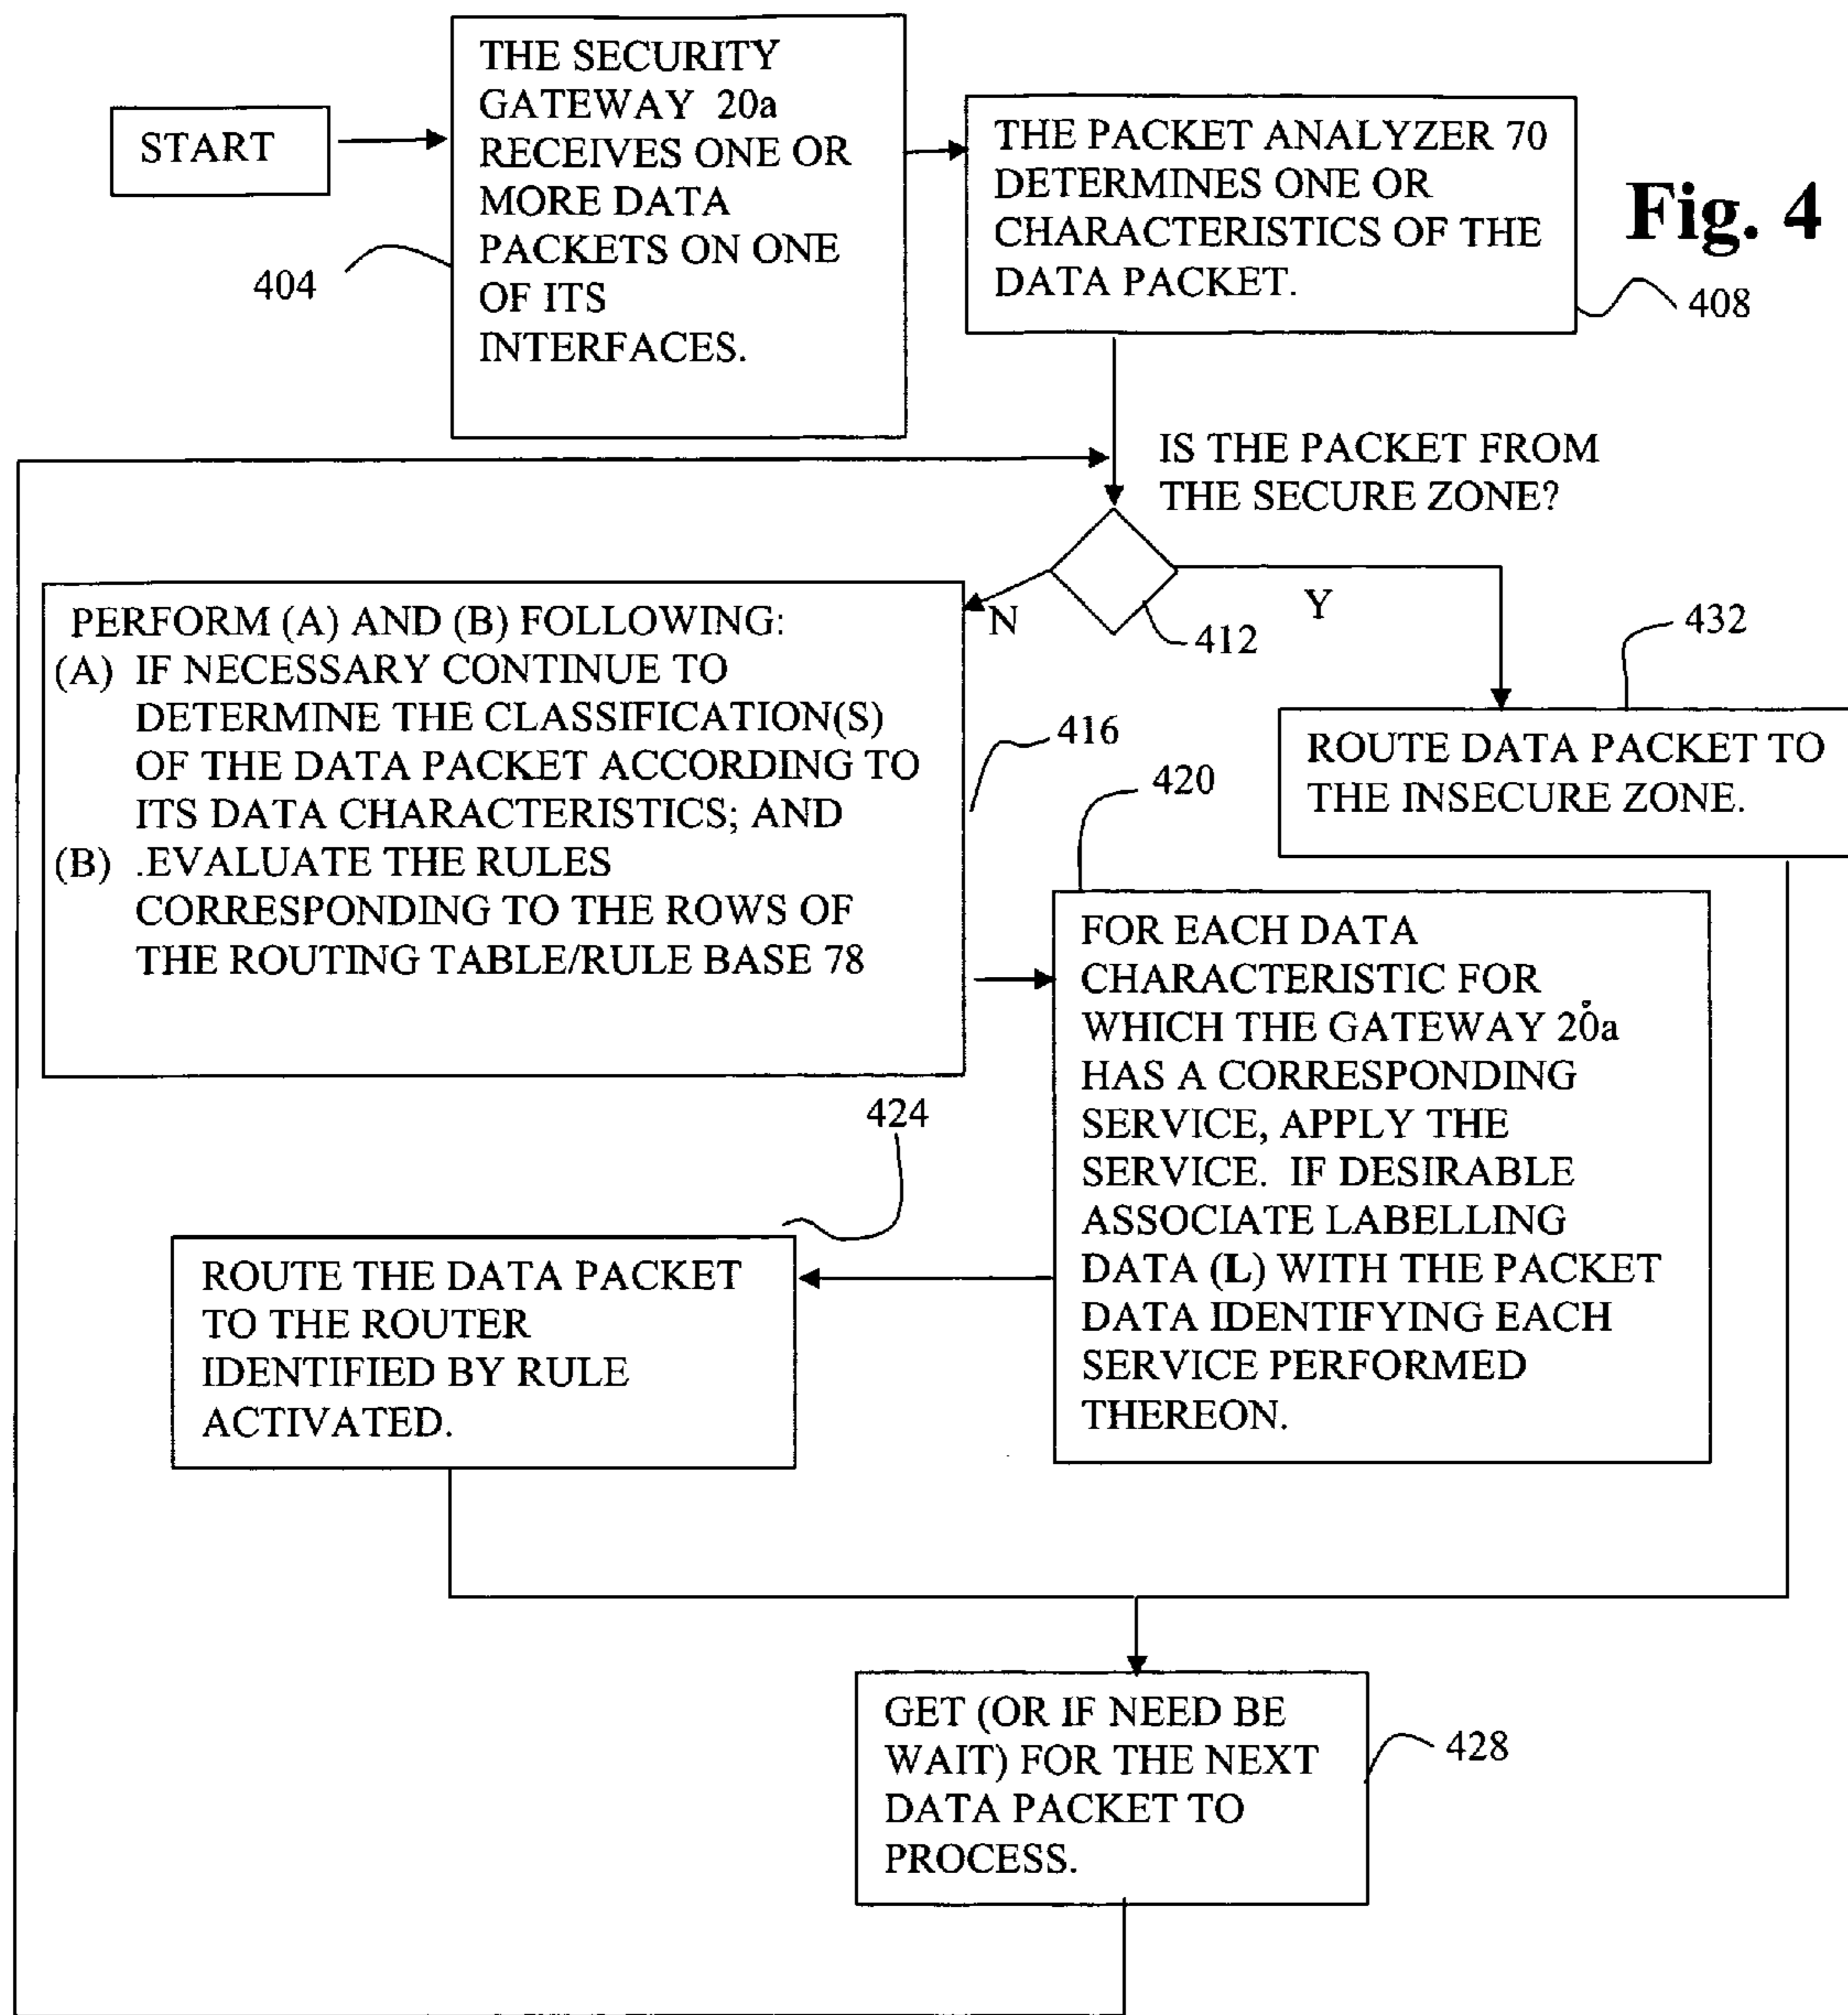 START
THE SECURITY
GATEWAY 20a
RECEIVES ONE OR
MORE DATA
PACKETS ON ONE
OF ITS
INTERFACES.
404
THE PACKET ANALYZER 70
DETERMINES ONE OR
CHARACTERISTICS OF THE
DATA PACKET.
Fig. 4
408
IS THE PACKET FROM
THE SECURE ZONE?
N
Y
412
432
PERFORM (A) AND (B) FOLLOWING:
(A) IF NECESSARY CONTINUE TO
DETERMINE THE CLASSIFICATION(S)
OF THE DATA PACKET ACCORDING TO
ITS DATA CHARACTERISTICS; AND
(B) .EVALUATE THE RULES
CORRESPONDING TO THE ROWS OF
THE ROUTING TABLE/RULE BASE 78
416
ROUTE DATA PACKET TO
THE INSECURE ZONE.
420
FOR EACH DATA
CHARACTERISTIC FOR
WHICH THE GATEWAY 20a
HAS A CORRESPONDING
SERVICE, APPLY THE
SERVICE. IF DESIRABLE
ASSOCIATE LABELLING
DATA (L) WITH THE PACKET
DATA IDENTIFYING EACH
SERVICE PERFORMED
THEREON.
424
ROUTE THE DATA PACKET
TO THE ROUTER
IDENTIFIED BY RULE
ACTIVATED.
GET (OR IF NEED BE
WAIT) FOR THE NEXT
DATA PACKET TO
PROCESS.
428